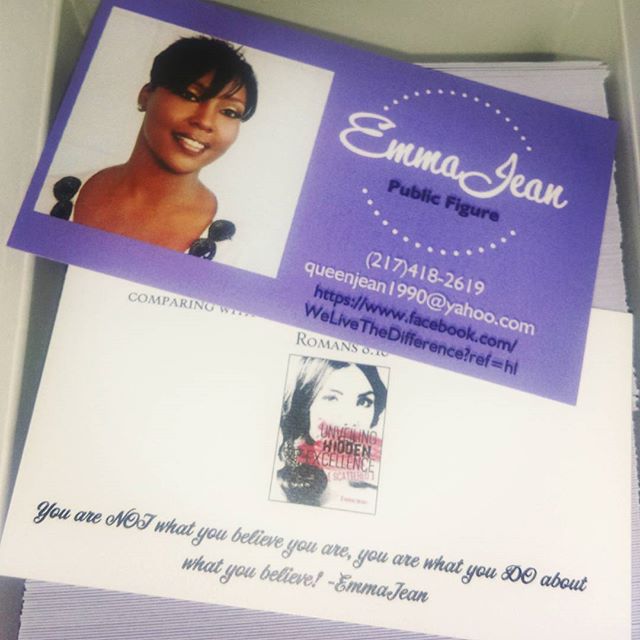 EmmaJean
Public Figure
(217)418-2619
queenjean1990@yahoo.com
https://www.facebook.com/
WeLiveTheDifference?ref=hl
COMPARING
ROMANS 8:18
UNVEILING
HIDDEN
EXCELLENCE
You are NOT what you believe you are, you are what you DO about
what you believe! -EmmaJean